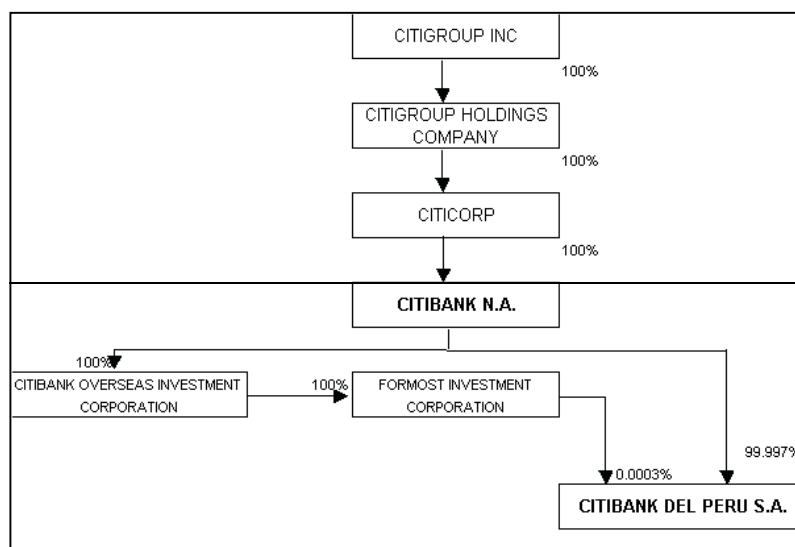 CITIGROUP INC
100%
CITIGROUP HOLDINGS
COMPANY
100%
CITICORP
100%
CITIBANK N.A.
100%
CITIBANK OVERSEAS INVESTMENT
CORPORATION
100%
FORMOST INVESTMENT
CORPORATION
99.997%
0.0003%
CITIBANK DEL PERU S.A.